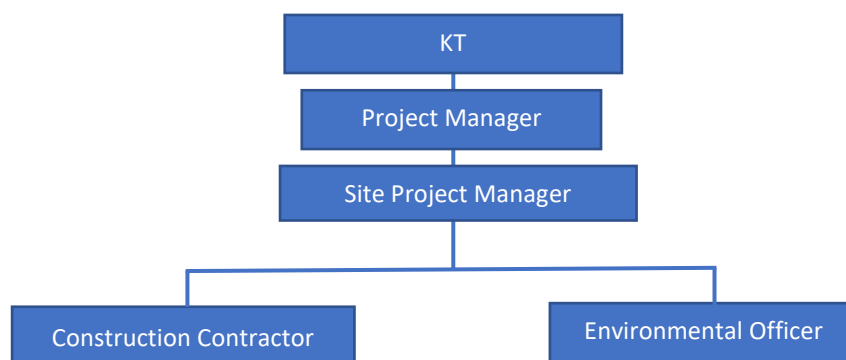 KT
Project Manager
Site Project Manager
Construction Contractor
Environmental Officer